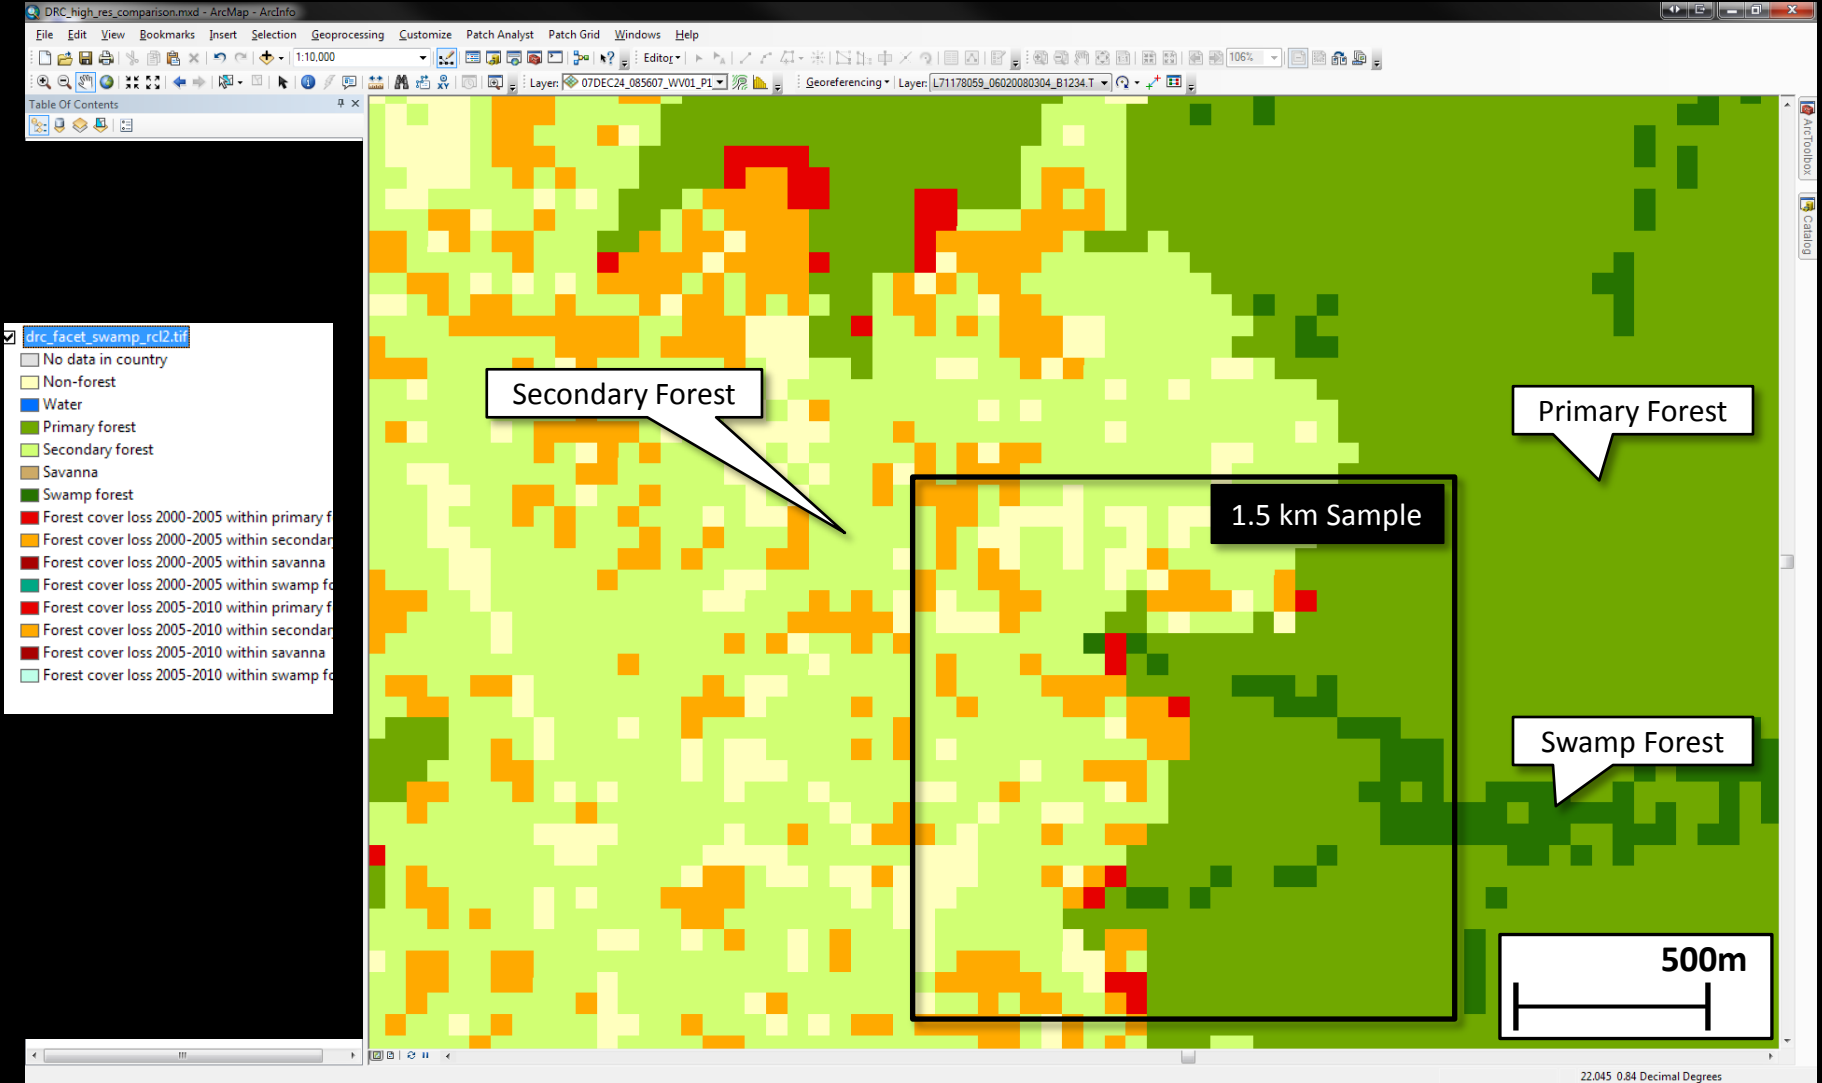 DRC_high_res_comparison.mxd - ArcMap - ArcInfo
File Edit View Bookmarks Insert Selection Geoprocessing Customize Patch Analyst Patch Grid Windows Help
1:10,000 Editor 106%
Layer: 07DEC24_085607_WV01_P1 Georeferencing Layer: L71178059_06020080304_B1234.T
Table Of Contents
ArcToolbox
Catalog
drc_facet_swamp_rcl2.tif
No data in country
Non-forest
Water
Primary forest
Secondary forest
Savanna
Swamp forest
Forest cover loss 2000-2005 within primary f
Forest cover loss 2000-2005 within secondar
Forest cover loss 2000-2005 within savanna
Forest cover loss 2000-2005 within swamp fo
Forest cover loss 2005-2010 within primary f
Forest cover loss 2005-2010 within secondar
Forest cover loss 2005-2010 within savanna
Forest cover loss 2005-2010 within swamp fo
Secondary Forest
Primary Forest
1.5 km Sample
Swamp Forest
500m
22.045 0.84 Decimal Degrees